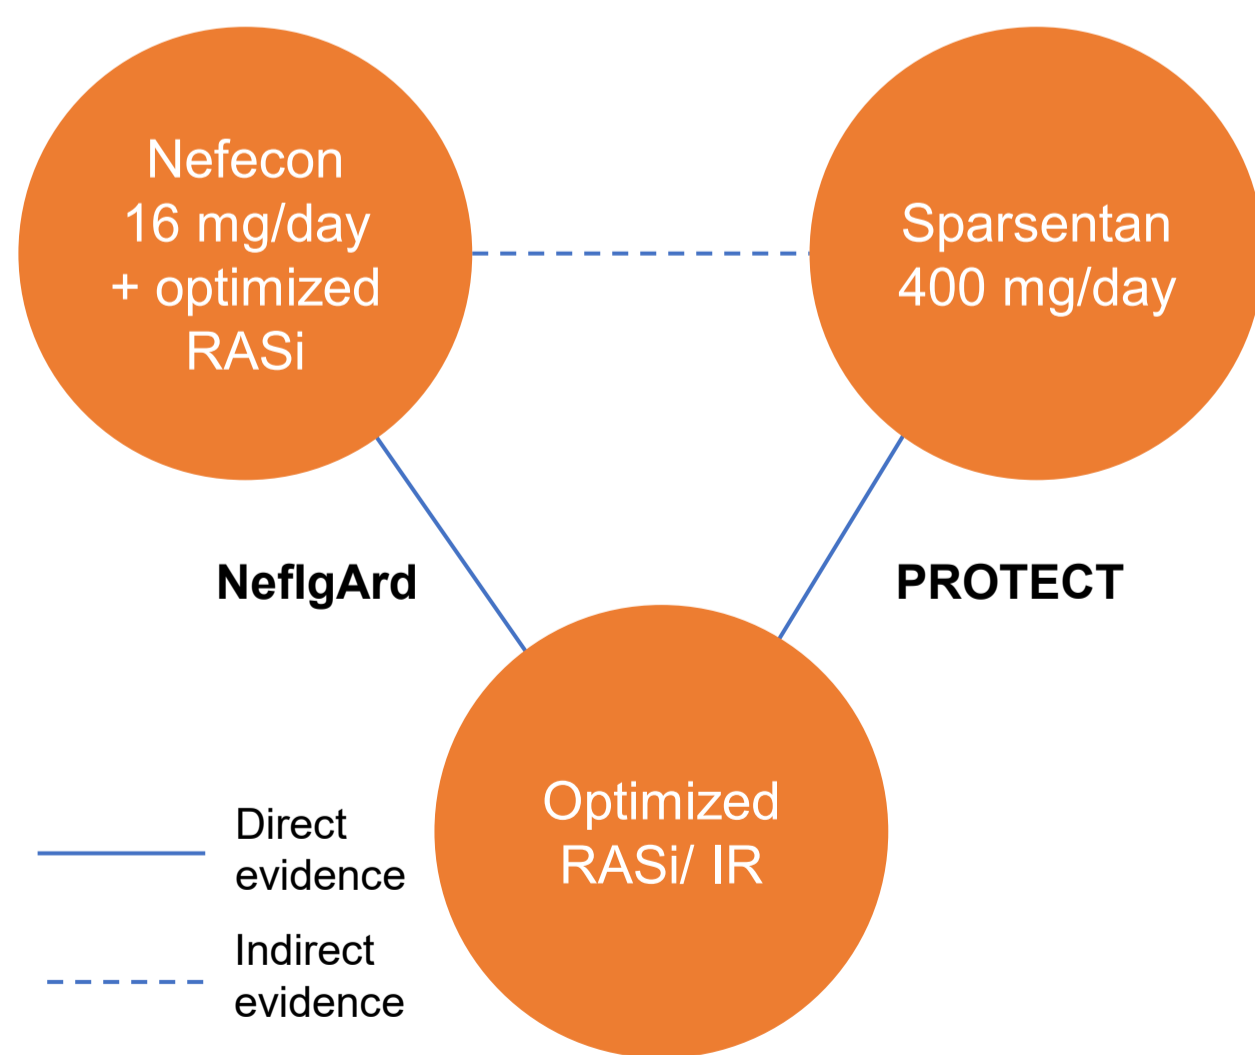 Nefecon
16 mg/day
+ optimized
RASi
Sparsentan
400 mg/day
NefIgArd
PROTECT
Optimized
RASi/ IR
Direct
evidence
Indirect
evidence